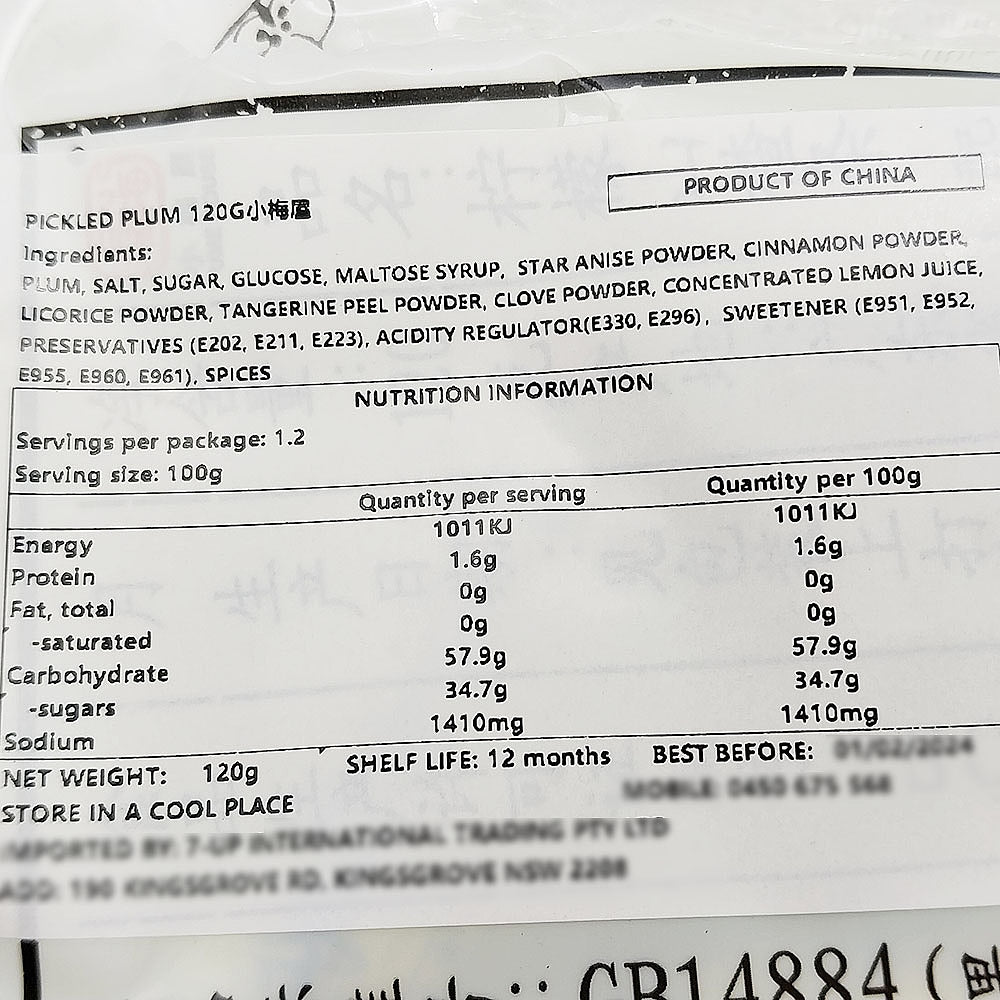 PRODUCT OF CHINA
PICKLED PLUM 120G小梅屋
Ingredients:
PLUM, SALT, SUGAR, GLUCOSE, MALTOSE SYRUP, STAR ANISE POWDER, CINNAMON POWDER,
LICORICE POWDER, TANGERINE PEEL POWDER, CLOVE POWDER, CONCENTRATED LEMON JUICE,
PRESERVATIVES (E202, E211, E223), ACIDITY REGULATOR(E330, E296), SWEETENER (E951, E952,
E955, E960, E961), SPICES
NUTRITION INFORMATION
Servings per package: 1.2
Serving size: 100g
Quantity per serving Quantity per 100g
Energy 1011KJ 1011KJ
Protein 1.6g 1.6g
Fat, total 0g 0g
-saturated 0g 0g
Carbohydrate 57.9g 57.9g
-sugars 34.7g 34.7g
Sodium 1410mg 1410mg
NET WEIGHT: 120g SHELF LIFE: 12 months BEST BEFORE:
STORE IN A COOL PLACE
GB14884 (